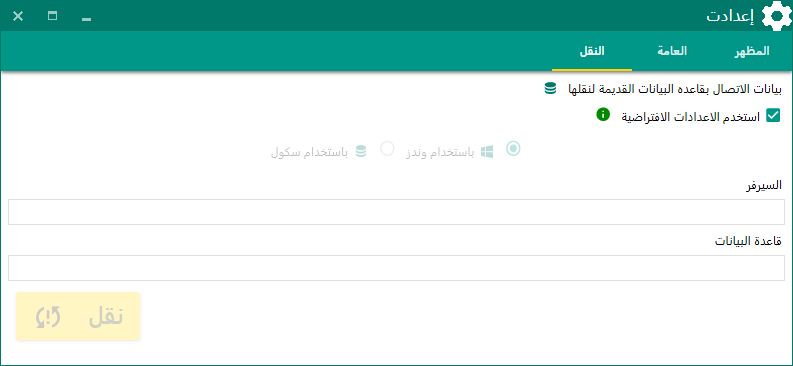 إعدادت
المظهر العامة النقل
بيانات الاتصال بقاعده البيانات القديمة لنقلها
استخدم الاعدادات الافتراضية
باستخدام وندز باستخدام سكول
السيرفر
قاعدة البيانات
نقل